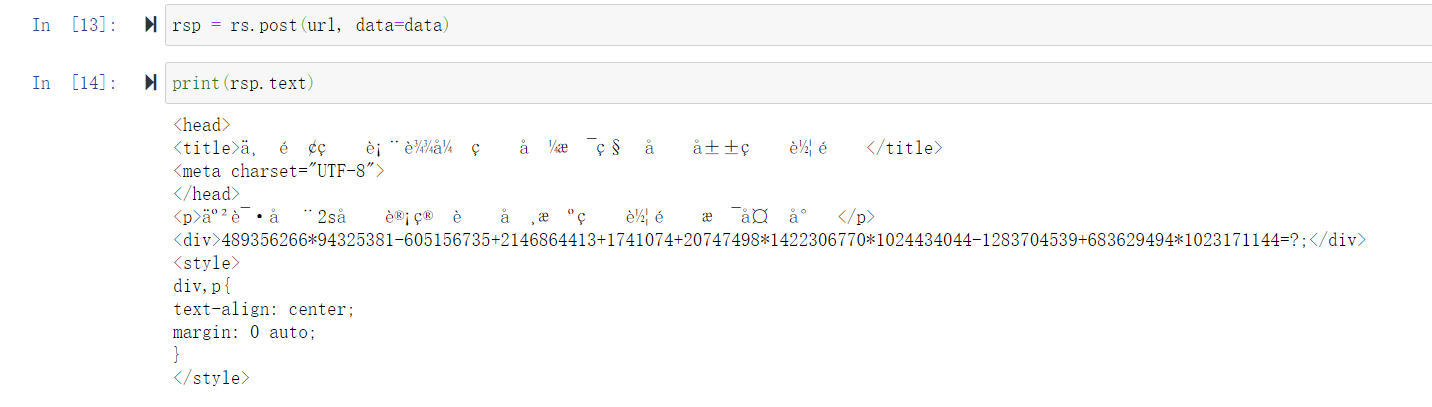 In [13]: rsp = rs.post(url, data=data)
In [14]: print(rsp.text)
<head>
<title>ä¸ é ¢ç è¡¨è¾¾å¼ ç å ¼æ ¯ç§ å å±±ç è½¦é </title>
<meta charset="UTF-8">
</head>
<p>äº²è¯•å ¨2så è®¡ç® è å ¸æ ºç è½¦é æ ¯å¤ å° </p>
<div>489356266*94325381-605156735+2146864413+1741074+20747498*1422306770*1024434044-1283704539+683629494*1023171144=?;</div>
<style>
div,p{
text-align: center;
margin: 0 auto;
}
</style>